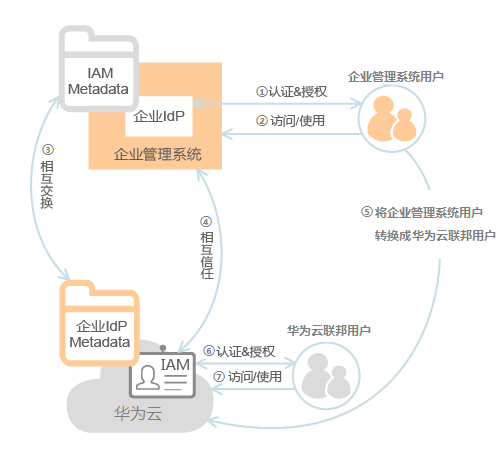 IAM
Metadata
企业IdP
企业管理系统
①认证&授权
企业管理系统用户
②访问/使用
③
相互交换
④
相互信任
⑤将企业管理系统用户
转换成华为云联邦用户
企业IdP
Metadata
IAM
华为云
⑥认证&授权
华为云联邦用户
⑦访问/使用